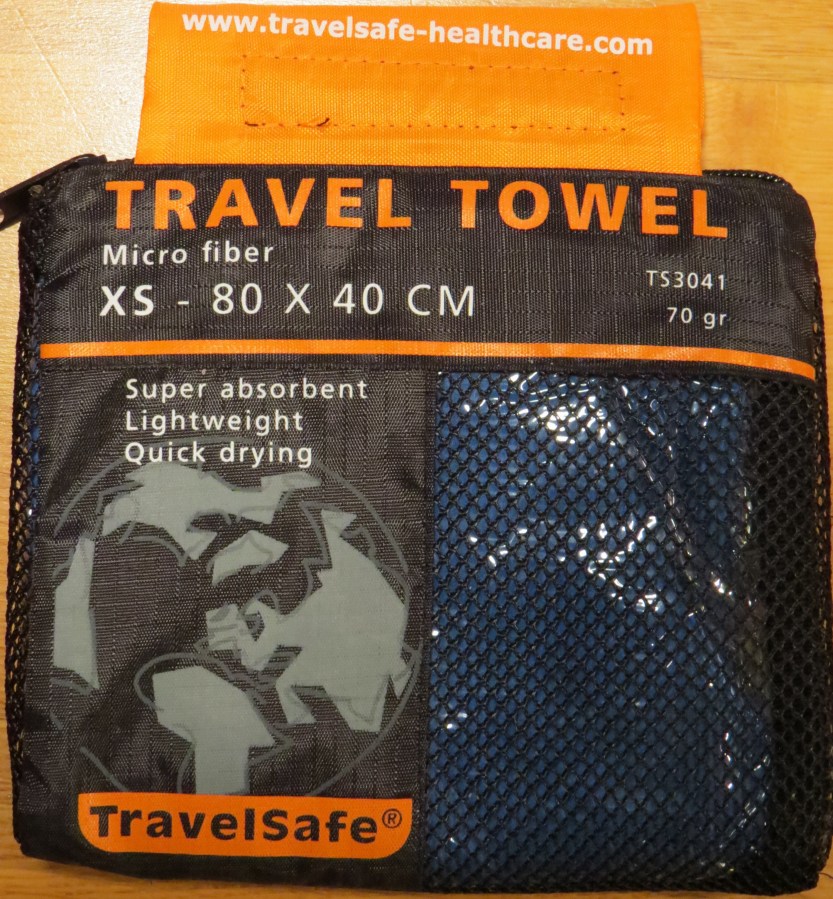 www.travelsafe-healthcare.com
TRAVEL TOWEL
Micro fiber
XS - 80 X 40 CM
TS3041
70 gr
Super absorbent
Lightweight
Quick drying
TravelSafe®